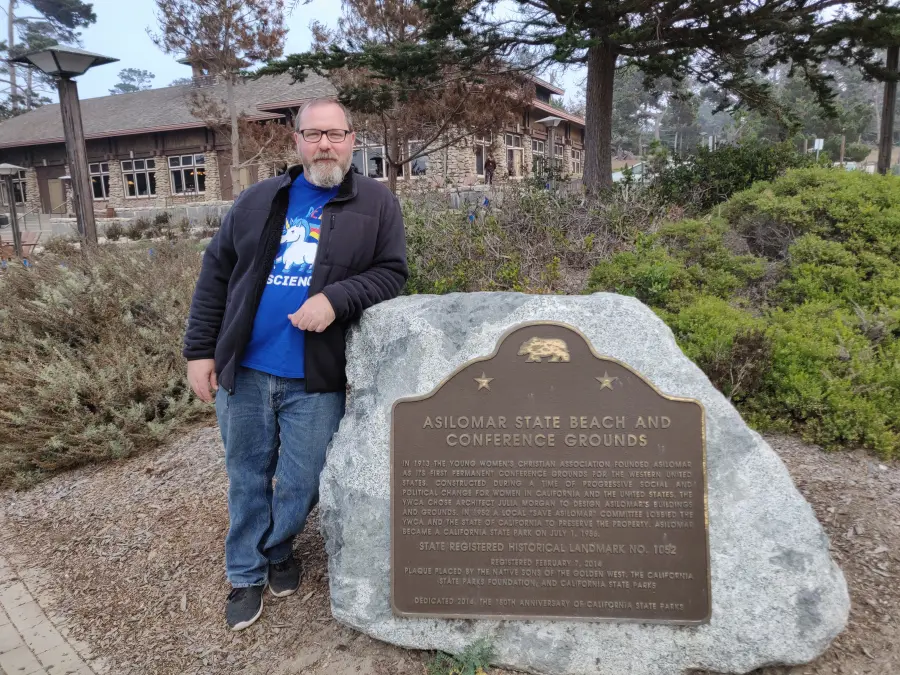 SCIENC
ASILOMAR STATE BEACH AND
CONFERENCE GROUNDS
IN 1913 THE YOUNG WOMEN'S CHRISTIAN ASSOCIATION FOUNDED ASILOMAR
AS ITS FIRST PERMANENT CONFERENCE GROUNDS FOR THE WESTERN UNITED
STATES. CONSTRUCTED DURING A TIME OF PROGRESSIVE SOCIAL AND
POLITICAL CHANGE FOR WOMEN IN CALIFORNIA AND THE UNITED STATES, THE
YWCA CHOSE ARCHITECT JULIA MORGAN TO DESIGN ASILOMAR'S BUILDINGS
AND GROUNDS. IN 1952 A LOCAL 'SAVE ASILOMAR' COMMITTEE LOBBIED THE
YWCA AND THE STATE OF CALIFORNIA TO PRESERVE THE PROPERTY. ASILOMAR
BECAME A CALIFORNIA STATE PARK ON JULY 1, 1956.
STATE REGISTERED HISTORICAL LANDMARK NO. 1052
REGISTERED FEBRUARY 7, 2014
PLAQUE PLACED BY THE NATIVE SONS OF THE GOLDEN WEST, THE CALIFORNIA
STATE PARKS FOUNDATION, AND CALIFORNIA STATE PARKS
DEDICATED 2014, THE 150TH ANNIVERSARY OF CALIFORNIA STATE PARKS